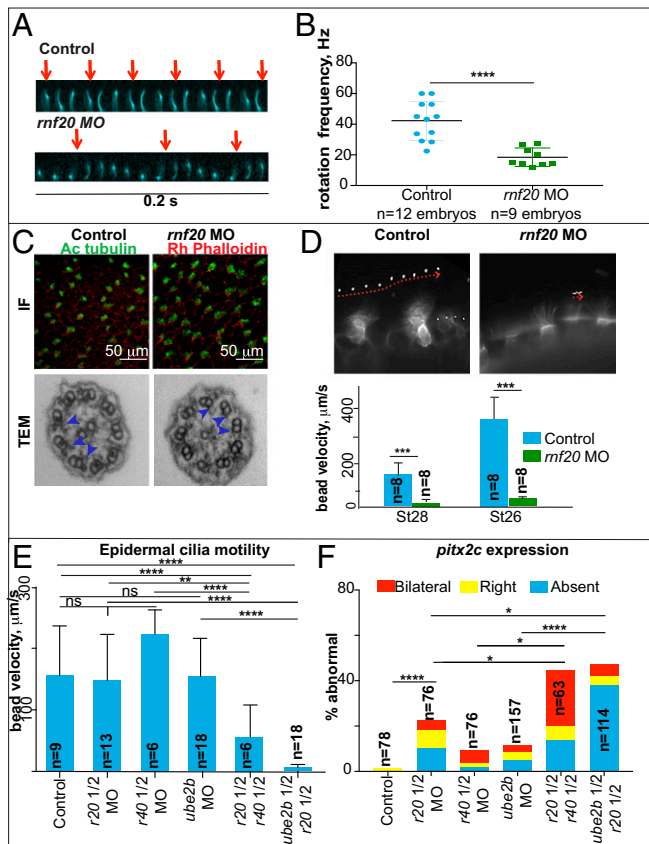 A
Control
rnf20 MO
0.2 s
B
rotation frequency, Hz
80
60
40
20
0
****
Control
n=12 embryos
rnf20 MO
n=9 embryos
C
Control
rnf20 MO
Ac tubulin
Rh Phalloidin
IF
50 μm
50 μm
TEM
D
Control
rnf20 MO
bead velocity, μm/s
400
200
0
***
***
n=8
n=8
n=8
n=8
Control
rnf20 MO
St28
St26
E
Epidermal cilia motility
bead velocity, μm/s
300
100
****
****
**
ns
****
ns
****
****
n=9
n=13
n=6
n=18
n=6
n=18
Control
r20 1/2
MO
r40 1/2
MO
ube2b
MO
r20 1/2
r40 1/2
ube2b 1/2
r20 1/2
F
pitx2c expression
Bilateral
Right
Absent
% abnormal
80
40
0
*
****
*
****
*
n=78
n=76
n=76
n=157
n=63
n=114
Control
r20 1/2
MO
r40 1/2
MO
ube2b
MO
r20 1/2
r40 1/2
ube2b 1/2
r20 1/2